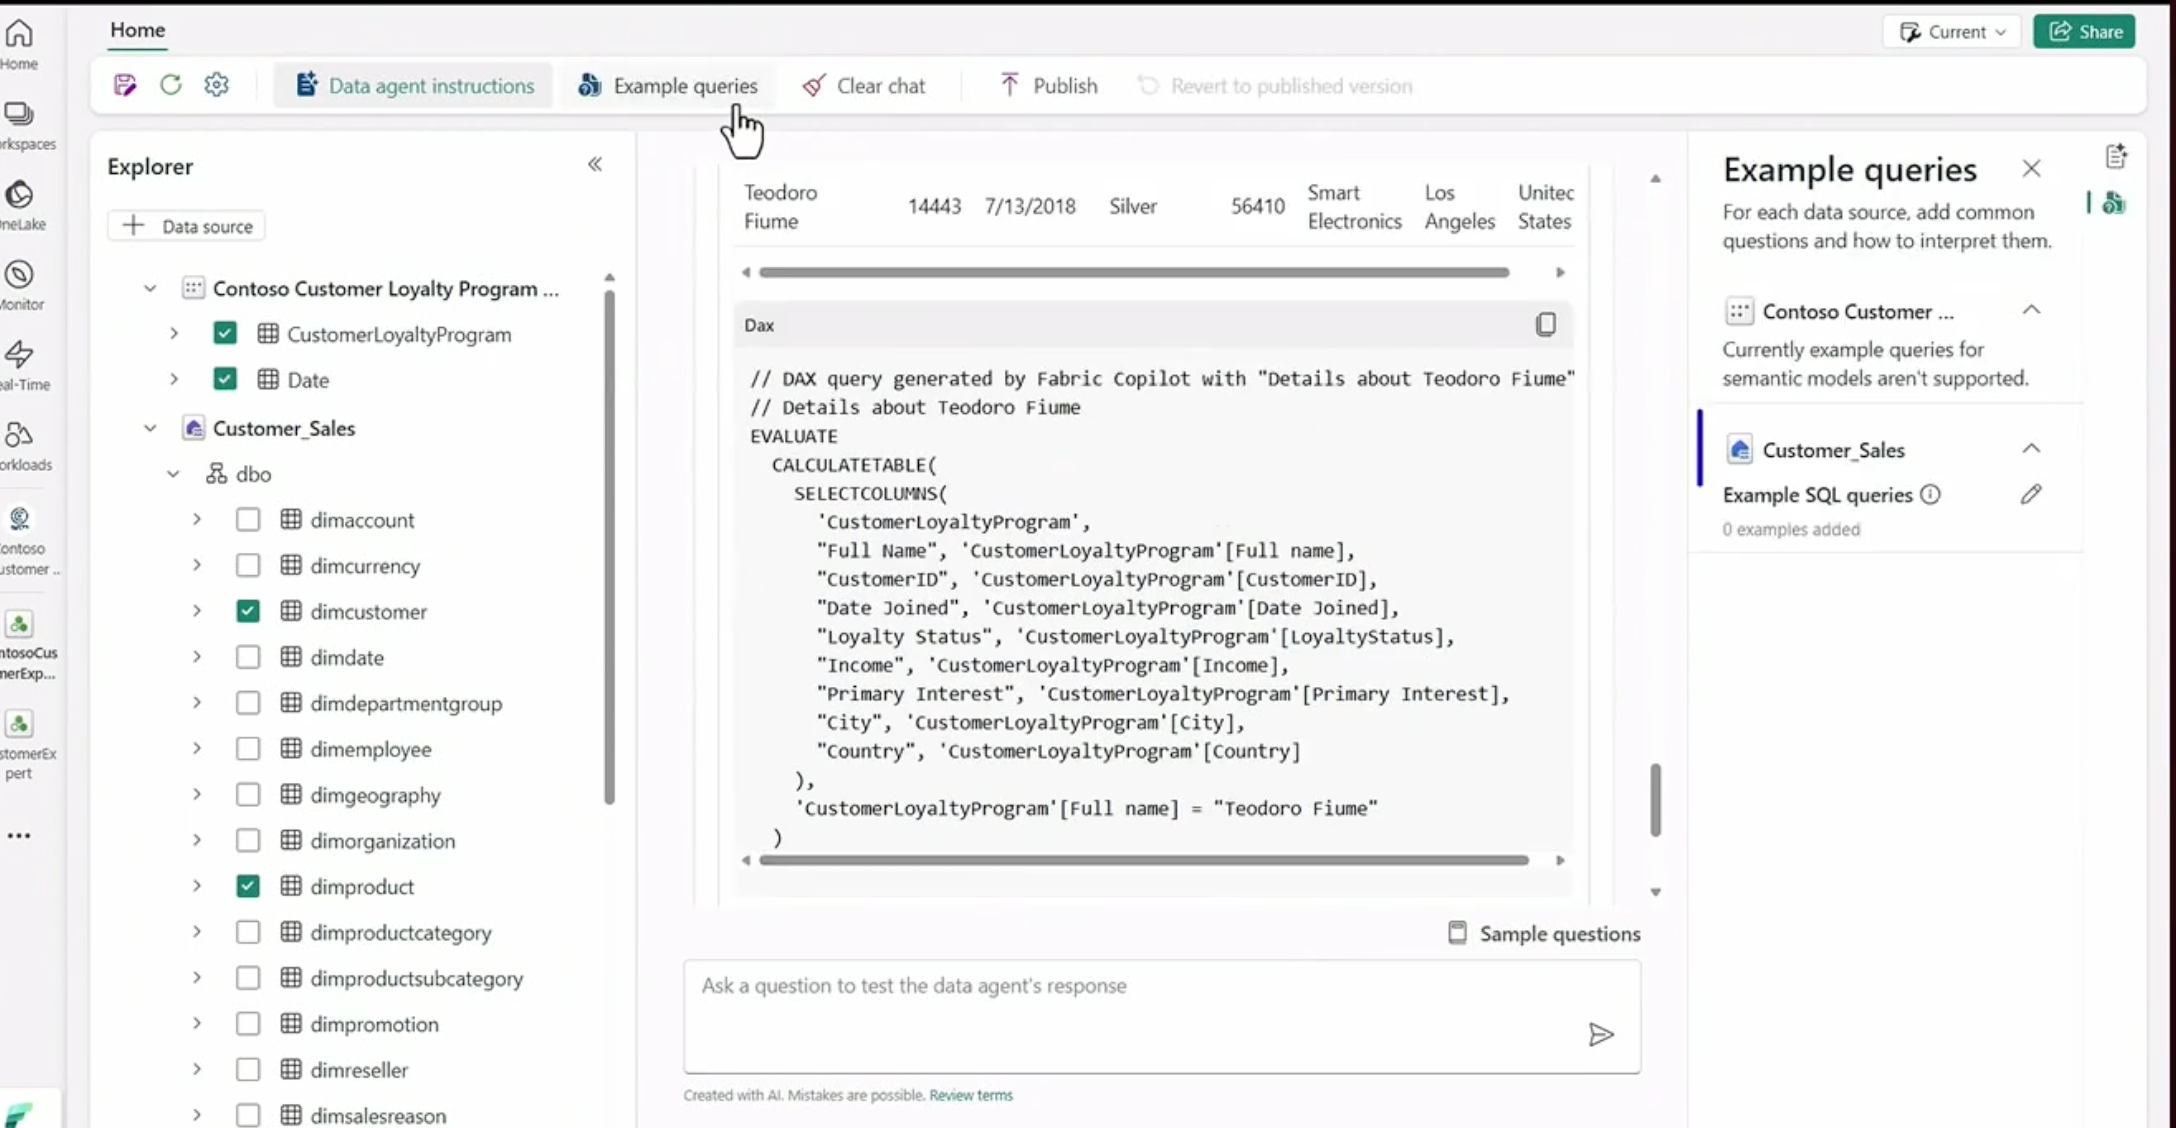 Home
Current
Share
Data agent instructions
Example queries
Clear chat
Publish
Revert to published version
Home
rkspaces
neLake
Monitor
al-Time
orkloads
ontoso
ustomer ..
ntosoCus
merExp...
stomerEx
pert
Explorer
Data source
Contoso Customer Loyalty Program ...
CustomerLoyaltyProgram
Date
Customer_Sales
dbo
dimaccount
dimcurrency
dimcustomer
dimdate
dimdepartmentgroup
dimemployee
dimgeography
dimorganization
dimproduct
dimproductcategory
dimproductsubcategory
dimpromotion
dimreseller
dimsalesreason
Teodoro Fiume 14443 7/13/2018 Silver 56410 Smart Electronics Los Angeles Unitec States
Dax
// DAX query generated by Fabric Copilot with "Details about Teodoro Fiume"
// Details about Teodoro Fiume
EVALUATE
CALCULATETABLE(
SELECTCOLUMNS(
'CustomerLoyaltyProgram',
"Full Name", 'CustomerLoyaltyProgram'[Full name],
"CustomerID", 'CustomerLoyaltyProgram'[CustomerID],
"Date Joined", 'CustomerLoyaltyProgram'[Date Joined],
"Loyalty Status", 'CustomerLoyaltyProgram'[LoyaltyStatus],
"Income", 'CustomerLoyaltyProgram'[Income],
"Primary Interest", 'CustomerLoyaltyProgram'[Primary Interest],
"City", 'CustomerLoyaltyProgram'[City],
"Country", 'CustomerLoyaltyProgram'[Country]
),
'CustomerLoyaltyProgram'[Full name] = "Teodoro Fiume"
)
Sample questions
Ask a question to test the data agent's response
Created with AI. Mistakes are possible. Review terms
Example queries
For each data source, add common
questions and how to interpret them.
Contoso Customer ...
Currently example queries for
semantic models aren't supported.
Customer_Sales
Example SQL queries
0 examples added